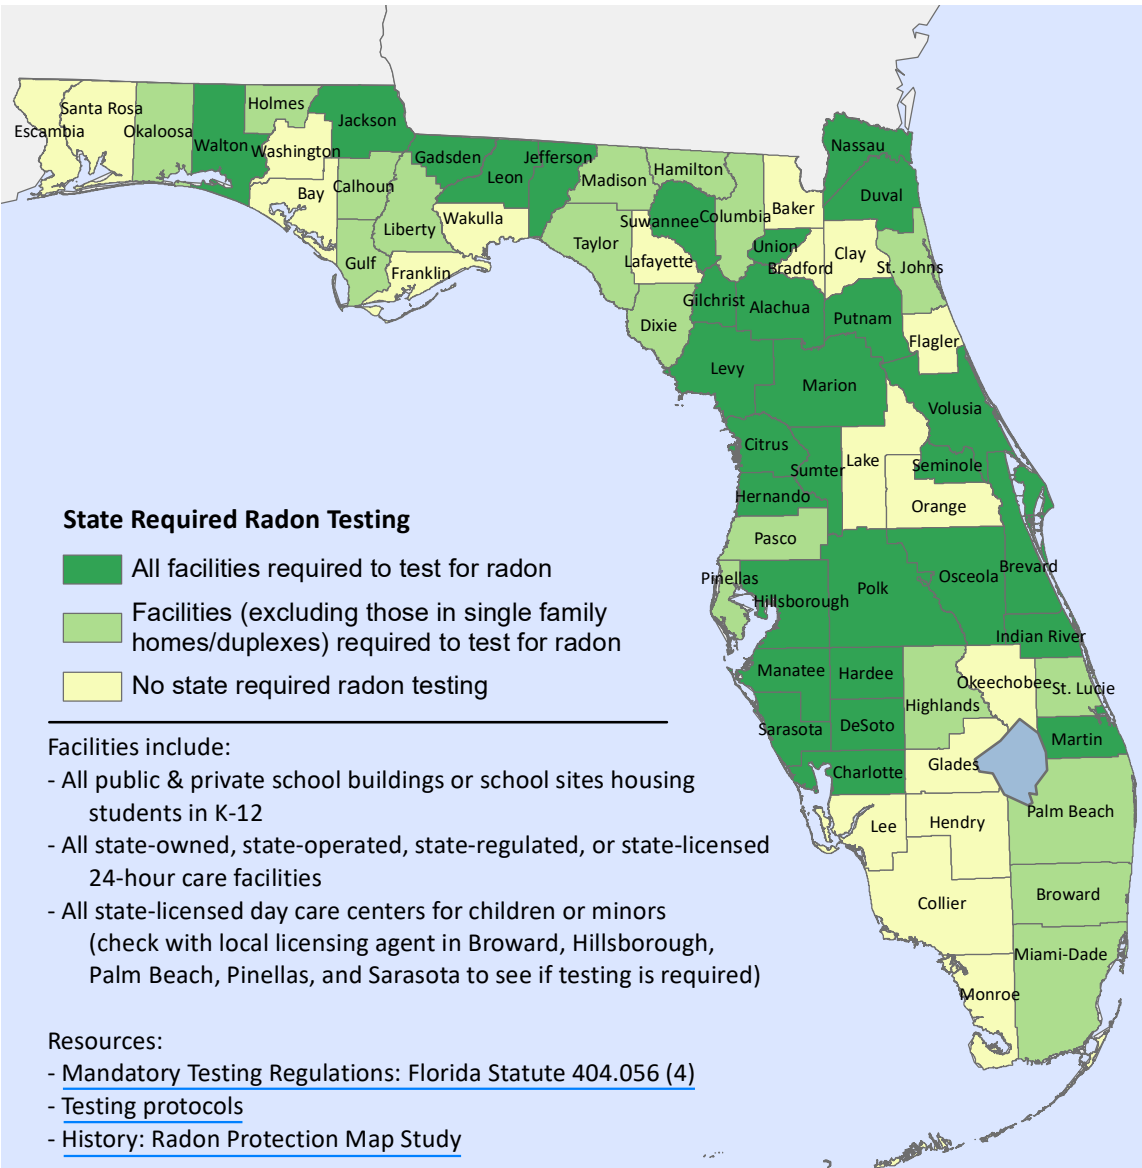 Holmes
Santa Rosa
Jackson
Escambia
Okaloosa
Walton
Washington
Gadsden
Jefferson
Leon
Madison
Hamilton
Nassau
Duval
Bay
Calhoun
Wakulla
Suwannee
Columbia
Baker
Liberty
Taylor
Union
Clay
Gulf
Franklin
Lafayette
Bradford
St. Johns
Gilchrist
Alachua
Putnam
Dixie
Flagler
Levy
Marion
Volusia
Citrus
Sumter
Lake
Seminole
Hernando
Orange
Pasco
Pinellas
Hillsborough
Polk
Osceola
Brevard
Indian River
Manatee
Hardee
Okeechobee
St. Lucie
Highlands
Sarasota
DeSoto
Martin
Charlotte
Glades
Lee
Hendry
Palm Beach
Collier
Broward
Miami-Dade
Monroe
State Required Radon Testing
All facilities required to test for radon
Facilities (excluding those in single family
homes/duplexes) required to test for radon
No state required radon testing
Facilities include:
- All public & private school buildings or school sites housing
students in K-12
- All state-owned, state-operated, state-regulated, or state-licensed
24-hour care facilities
- All state-licensed day care centers for children or minors
(check with local licensing agent in Broward, Hillsborough,
Palm Beach, Pinellas, and Sarasota to see if testing is required)
Resources:
- Mandatory Testing Regulations: Florida Statute 404.056 (4)
- Testing protocols
- History: Radon Protection Map Study